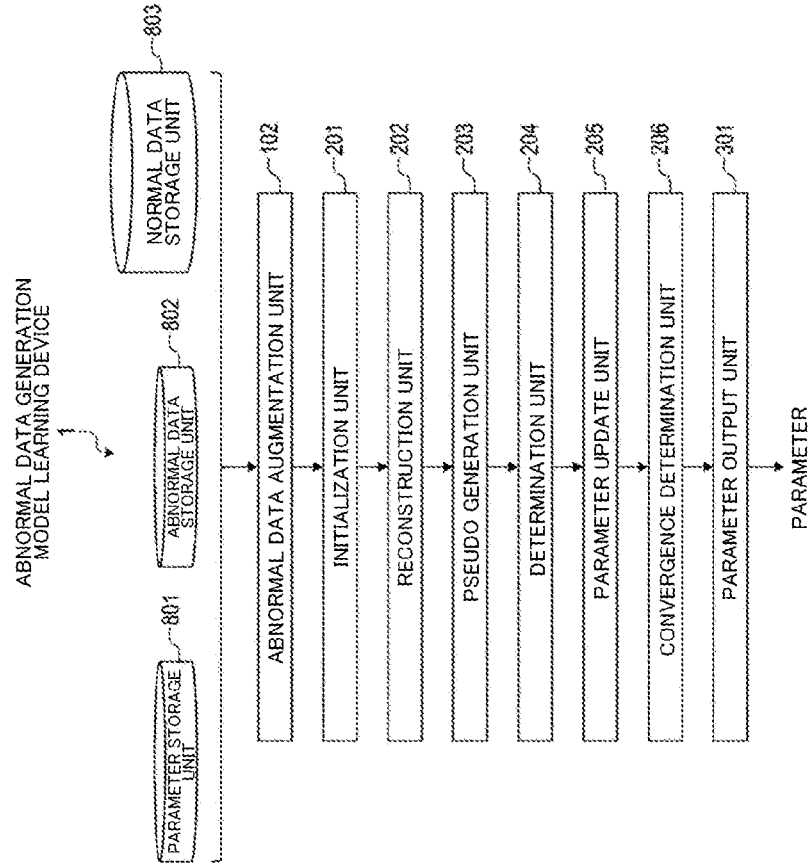 ABNORMAL DATA GENERATION
MODEL LEARNING DEVICE
1
801
PARAMETER STORAGE
UNIT
802
ABNORMAL DATA
STORAGE UNIT
803
NORMAL DATA
STORAGE UNIT
ABNORMAL DATA AUGMENTATION UNIT
102
INITIALIZATION UNIT
201
RECONSTRUCTION UNIT
202
PSEUDO GENERATION UNIT
203
DETERMINATION UNIT
204
PARAMETER UPDATE UNIT
205
CONVERGENCE DETERMINATION UNIT
206
PARAMETER OUTPUT UNIT
301
PARAMETER